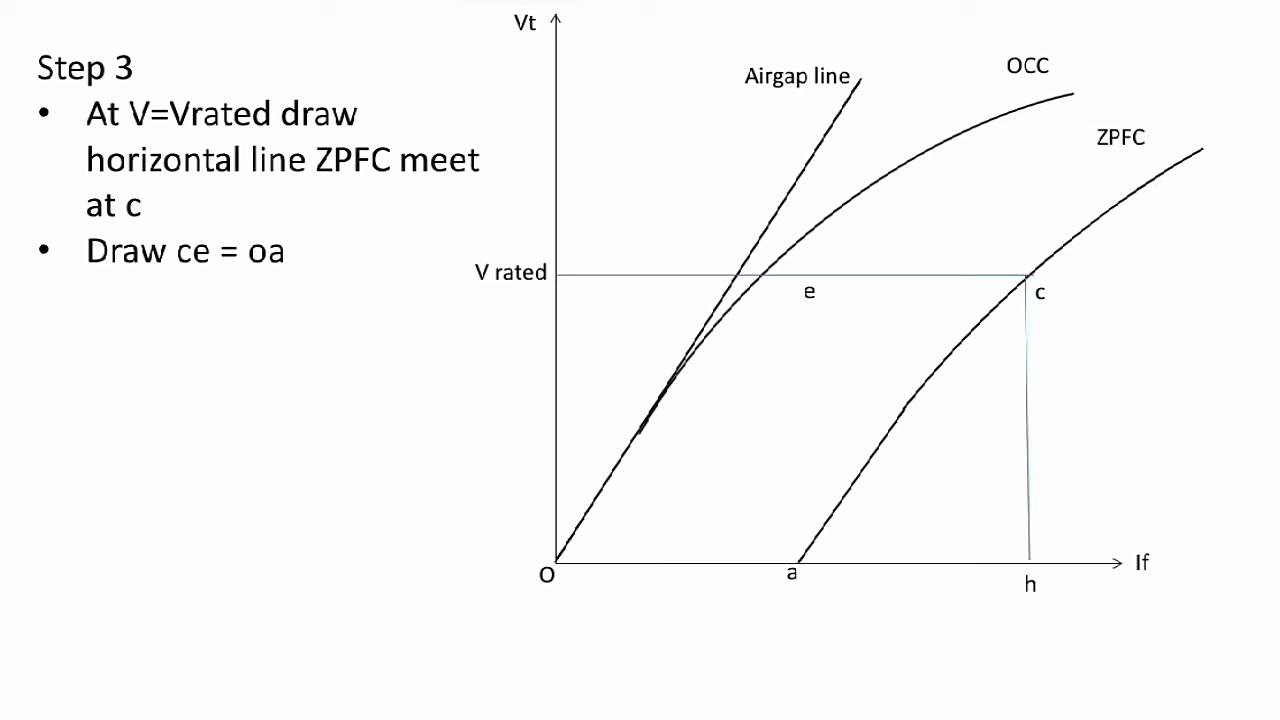 Step 3
• At V=Vrated draw
horizontal line ZPFC meet
at c
• Draw ce = oa
Vt
Airgap line
OCC
ZPFC
V rated
e
c
O
a
h
If